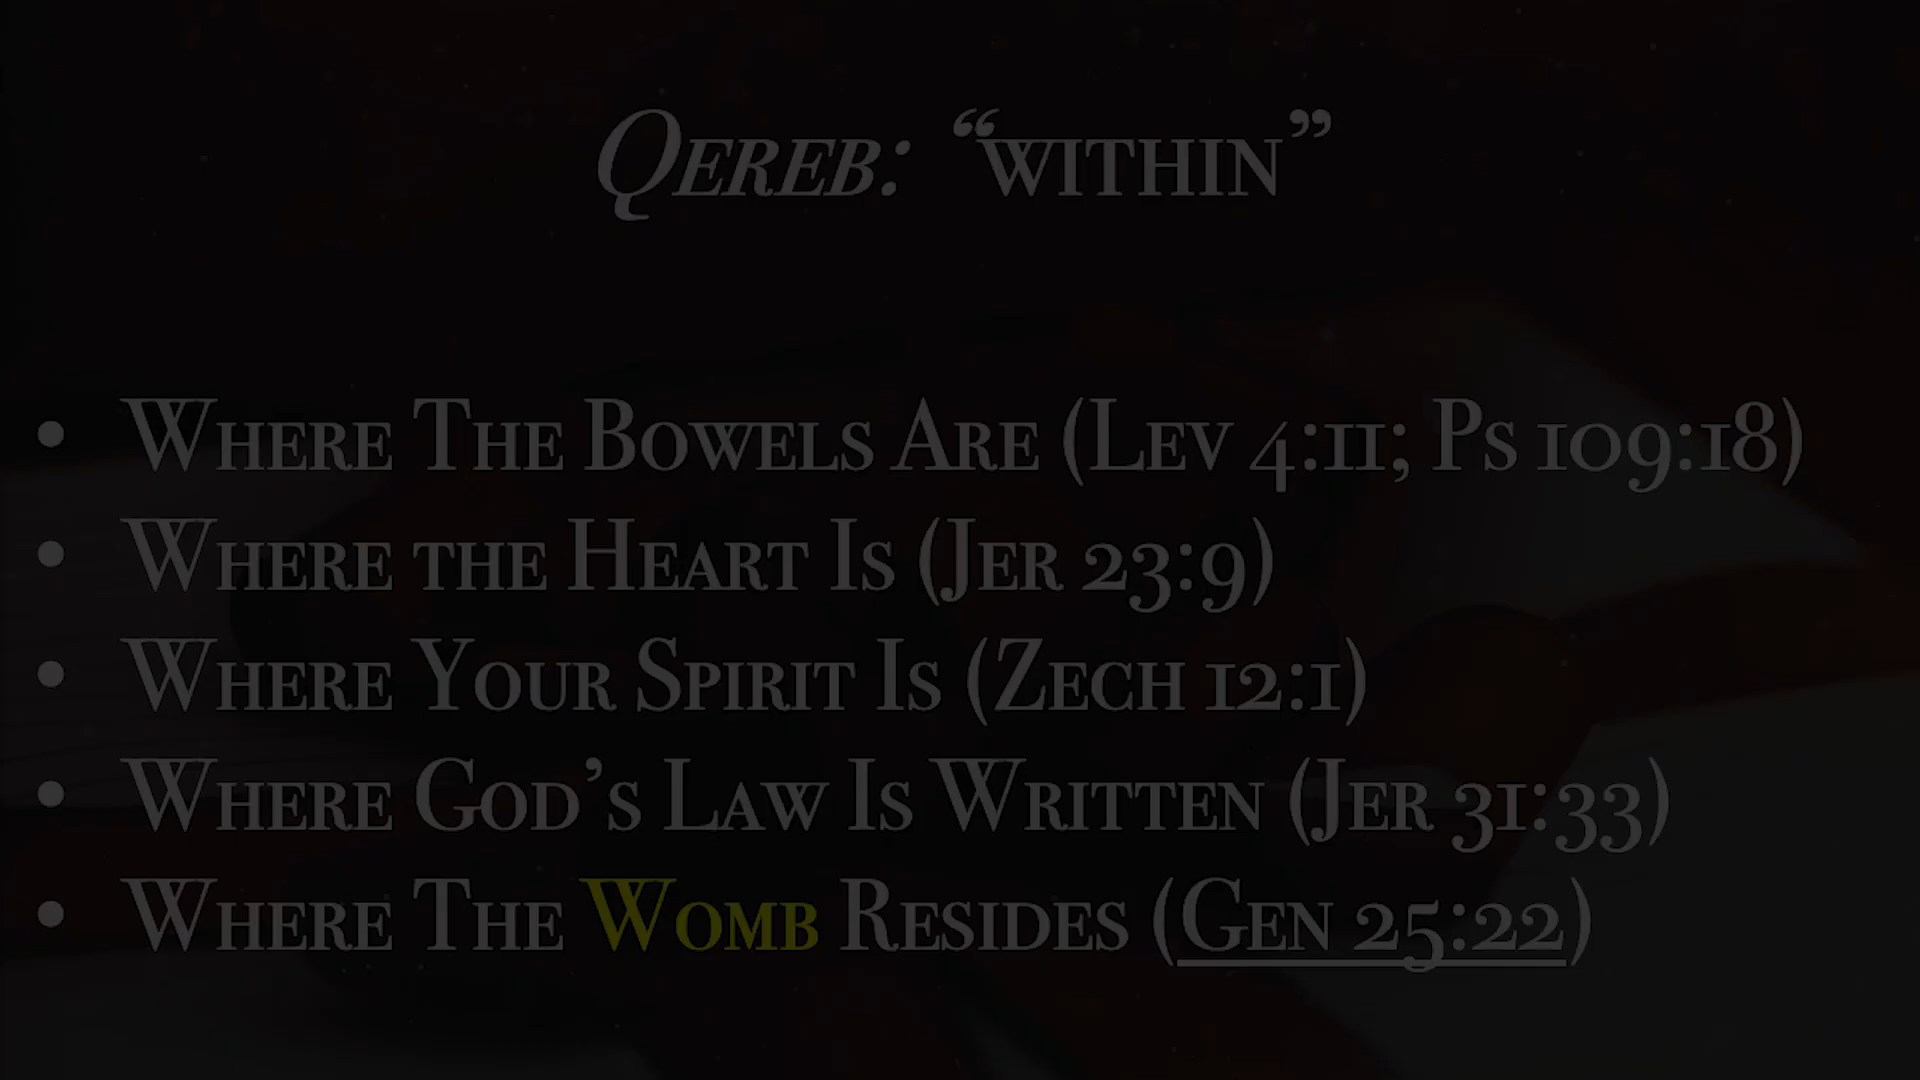 Qereb: “within”
• Where The Bowels Are (Lev 4:11; Ps 109:18)
• Where the Heart Is (Jer 23:9)
• Where Your Spirit Is (Zech 12:1)
• Where God’s Law Is Written (Jer 31:33)
• Where The Womb Resides (Gen 25:22)